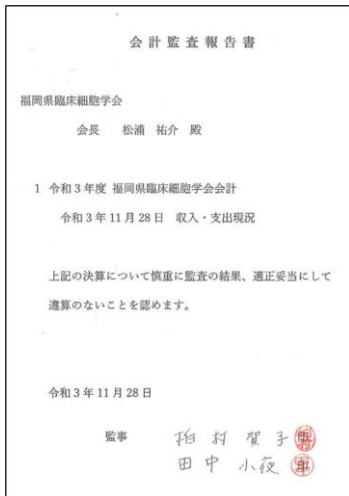 会計監査報告書
福岡県臨床細胞学会
会長 松浦 祐介 殿
1 令和3年度 福岡県臨床細胞学会会計
令和3年11月28日 収入・支出現況
上記の決算について慎重に監査の結果、適正妥当にして
違算のないことを認めます。
令和3年11月28日
監事 柏村 賀子
田中 小夜